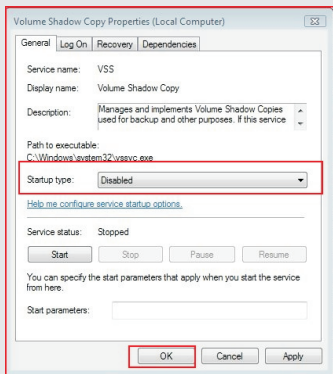 Volume Shadow Copy Properties (Local Computer)
General Log On Recovery Dependencies
Service name: VSS
Display name: Volume Shadow Copy
Description: Manages and implements Volume Shadow Copies
used for backup and other purposes. If this service
Path to executable:
C:\Windows\system32\vssvc.exe
Startup type: Disabled
Help me configure service startup options.
Service status: Stopped
Start Stop Pause Resume
You can specify the start parameters that apply when you start the service
from here.
Start parameters:
OK Cancel Apply